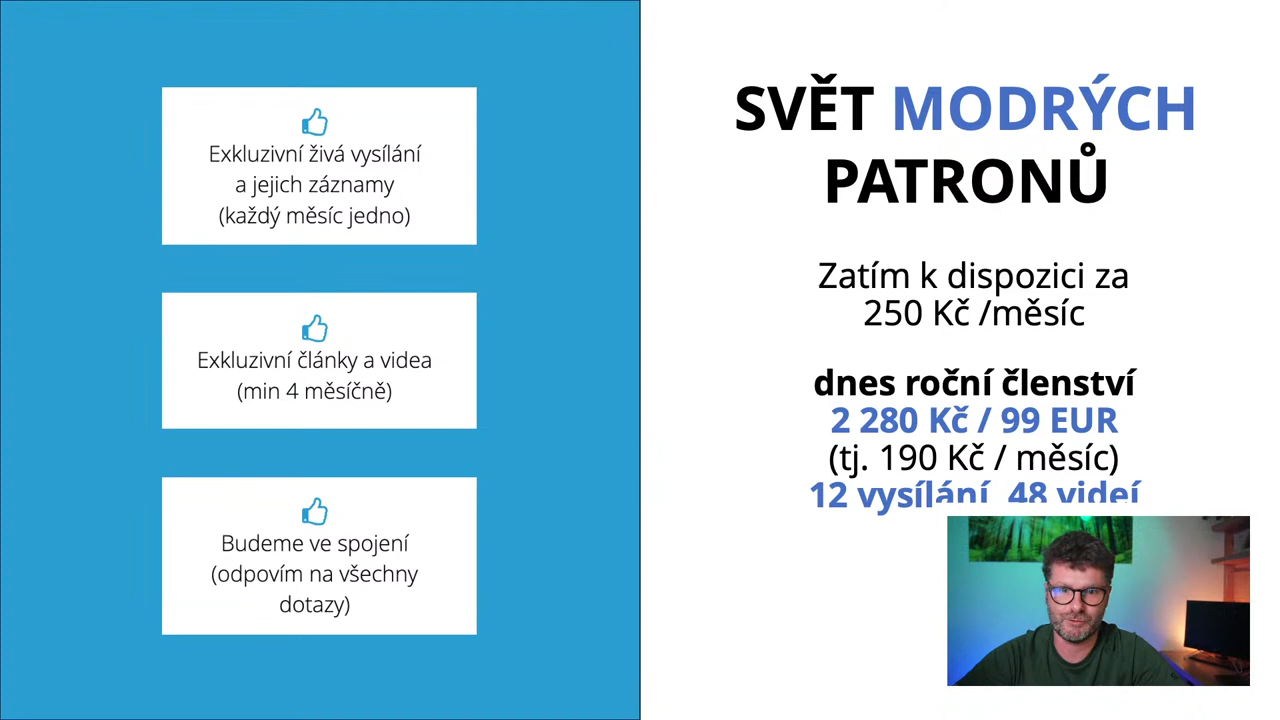 Exkluzivní živá vysílání
a jejich záznamy
(každý měsíc jedno)
Exkluzivní články a videa
(min 4 měsíčně)
Budeme ve spojení
(odpovím na všechny
dotazy)
SVĚT MODRÝCH
PATRONŮ
Zatím k dispozici za
250 Kč /měsíc
dnes roční členství
2 280 Kč / 99 EUR
(tj. 190 Kč / měsíc)
12 vysílání, 48 videí